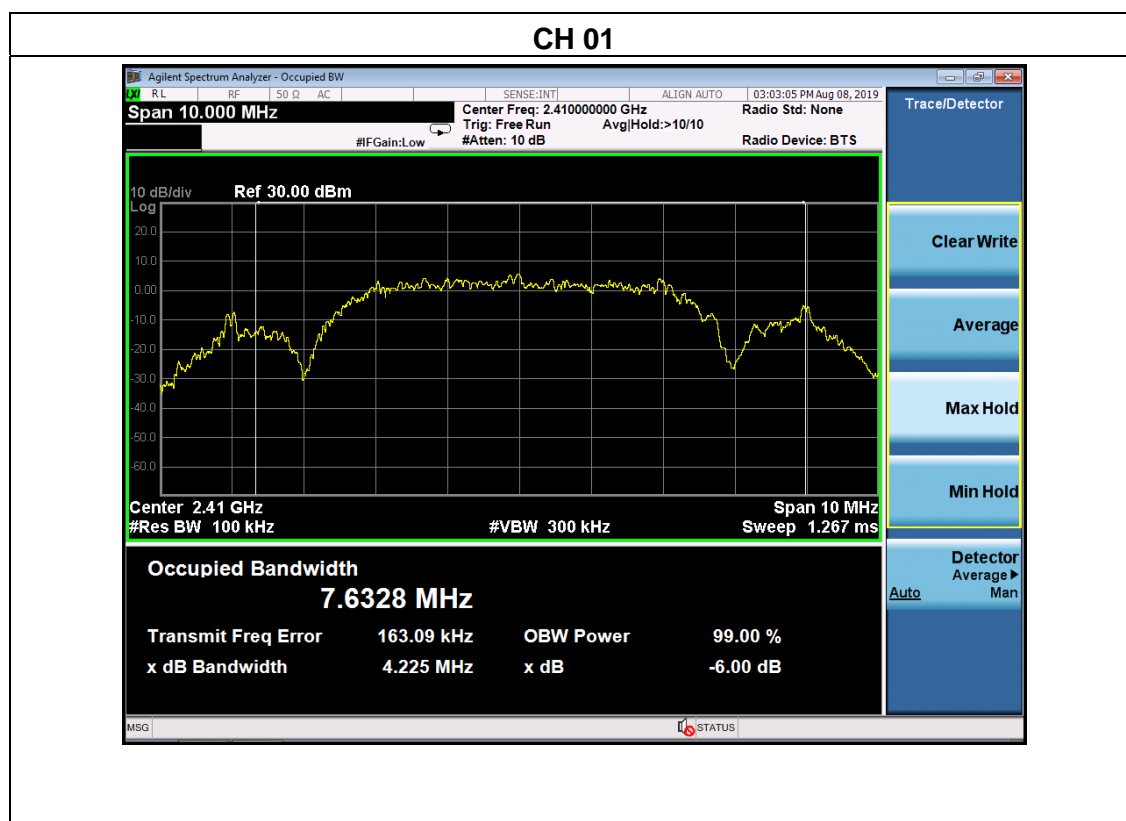 CH 01
Agilent Spectrum Analyzer - Occupied BW
LXI RL RF 50 Ω AC SENSE:INT ALIGN AUTO 03:03:05 PM Aug 08, 2019
Span 10.000 MHz
Center Freq: 2.410000000 GHz Radio Std: None
Trig: Free Run Avg|Hold:>10/10
#IFGain:Low #Atten: 10 dB Radio Device: BTS
10 dB/div Ref 30.00 dBm
Log
20.0
10.0
0.00
-10.0
-20.0
-30.0
-40.0
-50.0
-60.0
Center 2.41 GHz Span 10 MHz
#Res BW 100 kHz #VBW 300 kHz Sweep 1.267 ms
Occupied Bandwidth
7.6328 MHz
Transmit Freq Error 163.09 kHz OBW Power 99.00 %
x dB Bandwidth 4.225 MHz x dB -6.00 dB
MSG STATUS
Trace/Detector
Clear Write
Average
Max Hold
Min Hold
Detector
Average▶
Auto Man